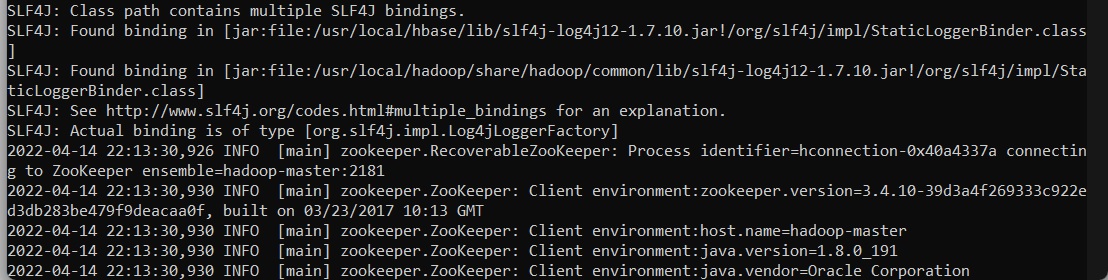 SLF4J: Class path contains multiple SLF4J bindings.
SLF4J: Found binding in [jar:file:/usr/local/hbase/lib/slf4j-log4j12-1.7.10.jar!/org/slf4j/impl/StaticLoggerBinder.class
]
SLF4J: Found binding in [jar:file:/usr/local/hadoop/share/hadoop/common/lib/slf4j-log4j12-1.7.10.jar!/org/slf4j/impl/Sta
ticLoggerBinder.class]
SLF4J: See http://www.slf4j.org/codes.html#multiple_bindings for an explanation.
SLF4J: Actual binding is of type [org.slf4j.impl.Log4jLoggerFactory]
2022-04-14 22:13:30,926 INFO  [main] zookeeper.RecoverableZooKeeper: Process identifier=hconnection-0x40a4337a connectin
g to ZooKeeper ensemble=hadoop-master:2181
2022-04-14 22:13:30,930 INFO  [main] zookeeper.ZooKeeper: Client environment:zookeeper.version=3.4.10-39d3a4f269333c922e
d3db283be479f9deacaa0f, built on 03/23/2017 10:13 GMT
2022-04-14 22:13:30,930 INFO  [main] zookeeper.ZooKeeper: Client environment:host.name=hadoop-master
2022-04-14 22:13:30,930 INFO  [main] zookeeper.ZooKeeper: Client environment:java.version=1.8.0_191
2022-04-14 22:13:30,930 INFO  [main] zookeeper.ZooKeeper: Client environment:java.vendor=Oracle Corporation